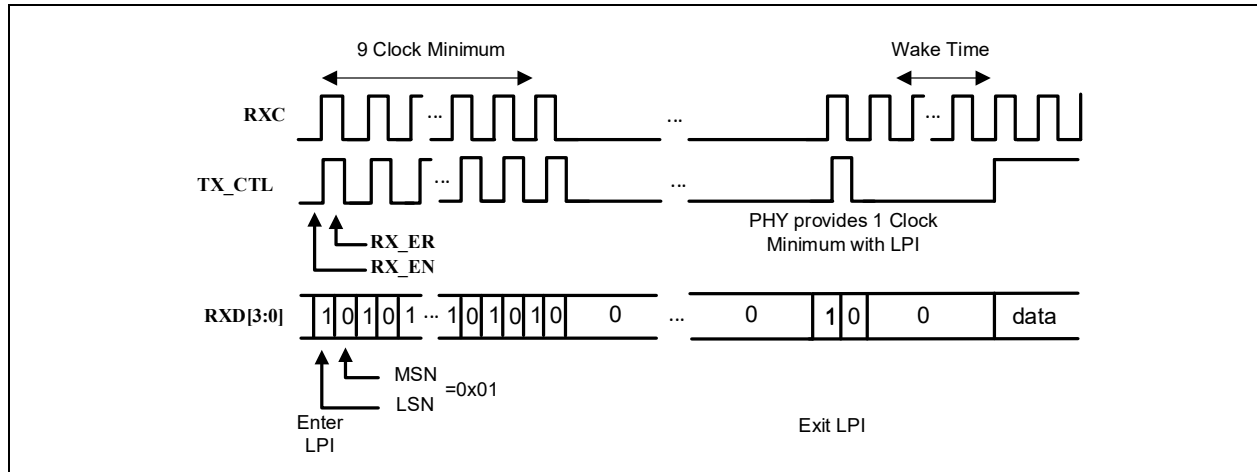 9 Clock Minimum Wake Time
RXC ... ... ...
TX_CTL ... ...
PHY provides 1 Clock
Minimum with LPI
RX_ER
RX_EN
RXD[3:0] 1 0 1 0 1 ... 1 0 1 0 1 0 0 ... 0 1 0 0 data
MSN
=0x01
LSN
Enter
LPI
Exit LPI